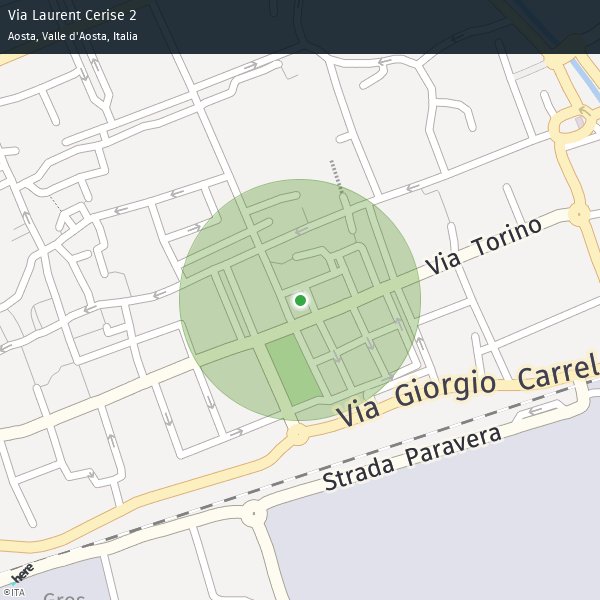 Via Laurent Cerise 2
Aosta, Valle d'Aosta, Italia
Via Torino
Via Giorgio Carrel
Strada Paravera
here
Gres
©ITA